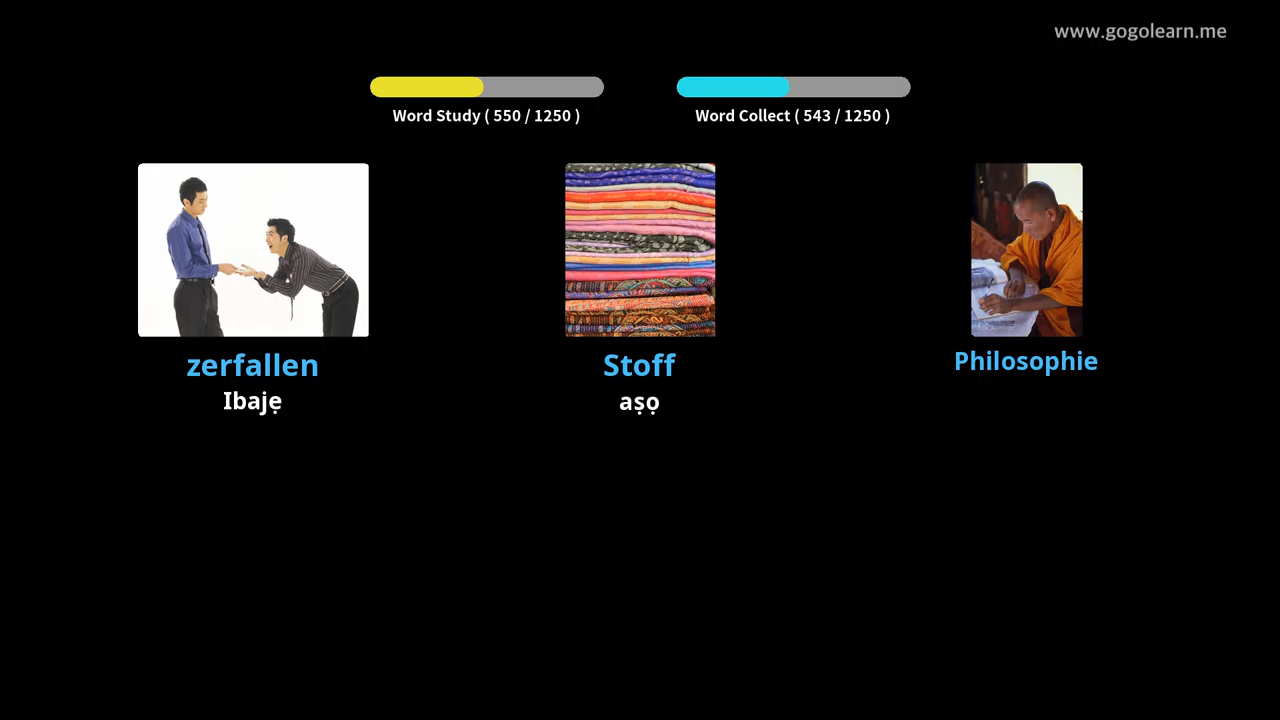 www.gogolearn.me
Word Study ( 550 / 1250 )
Word Collect ( 543 / 1250 )
zerfallen
Ibajẹ
Stoff
aṣọ
Philosophie